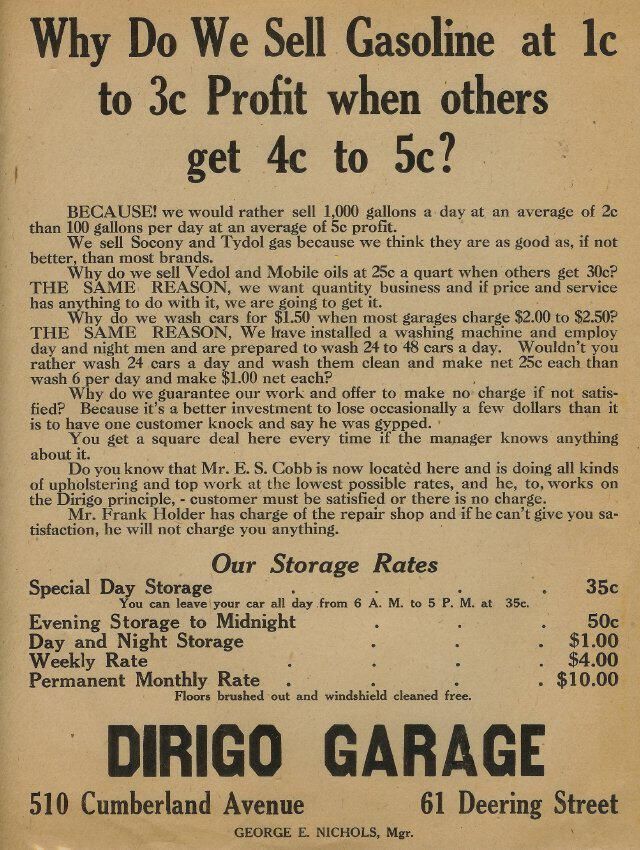 Why Do We Sell Gasoline at 1c
to 3c Profit when others
get 4c to 5c?
BECAUSE! we would rather sell 1,000 gallons a day at an average of 2c
than 100 gallons per day at an average of 5c profit.
We sell Socony and Tydol gas because we think they are as good as, if not
better, than most brands.
Why do we sell Vedol and Mobile oils at 25c a quart when others get 30c?
THE SAME REASON, we want quantity business and if price and service
has anything to do with it, we are going to get it.
Why do we wash cars for $1.50 when most garages charge $2.00 to $2.50?
THE SAME REASON, We have installed a washing machine and employ
day and night men and are prepared to wash 24 to 48 cars a day. Wouldn't you
rather wash 24 cars a day and wash them clean and make net 25c each than
wash 6 per day and make $1.00 net each?
Why do we guarantee our work and offer to make no charge if not satis-
fied? Because it's a better investment to lose occasionally a few dollars than it
is to have one customer knock and say he was gypped.
You get a square deal here every time if the manager knows anything
about it.
Do you know that Mr. E. S. Cobb is now located here and is doing all kinds
of upholstering and top work at the lowest possible rates, and he, to, works on
the Dirigo principle, - customer must be satisfied or there is no charge.
Mr. Frank Holder has charge of the repair shop and if he can't give you sa-
tisfaction, he will not charge you anything.
Our Storage Rates
Special Day Storage . . . . 35c
You can leave your car all day from 6 A. M. to 5 P. M. at 35c.
Evening Storage to Midnight . . . 50c
Day and Night Storage . . . $1.00
Weekly Rate . . . . $4.00
Permanent Monthly Rate . . . . $10.00
Floors brushed out and windshield cleaned free.
DIRIGO GARAGE
510 Cumberland Avenue 61 Deering Street
GEORGE E. NICHOLS, Mgr.